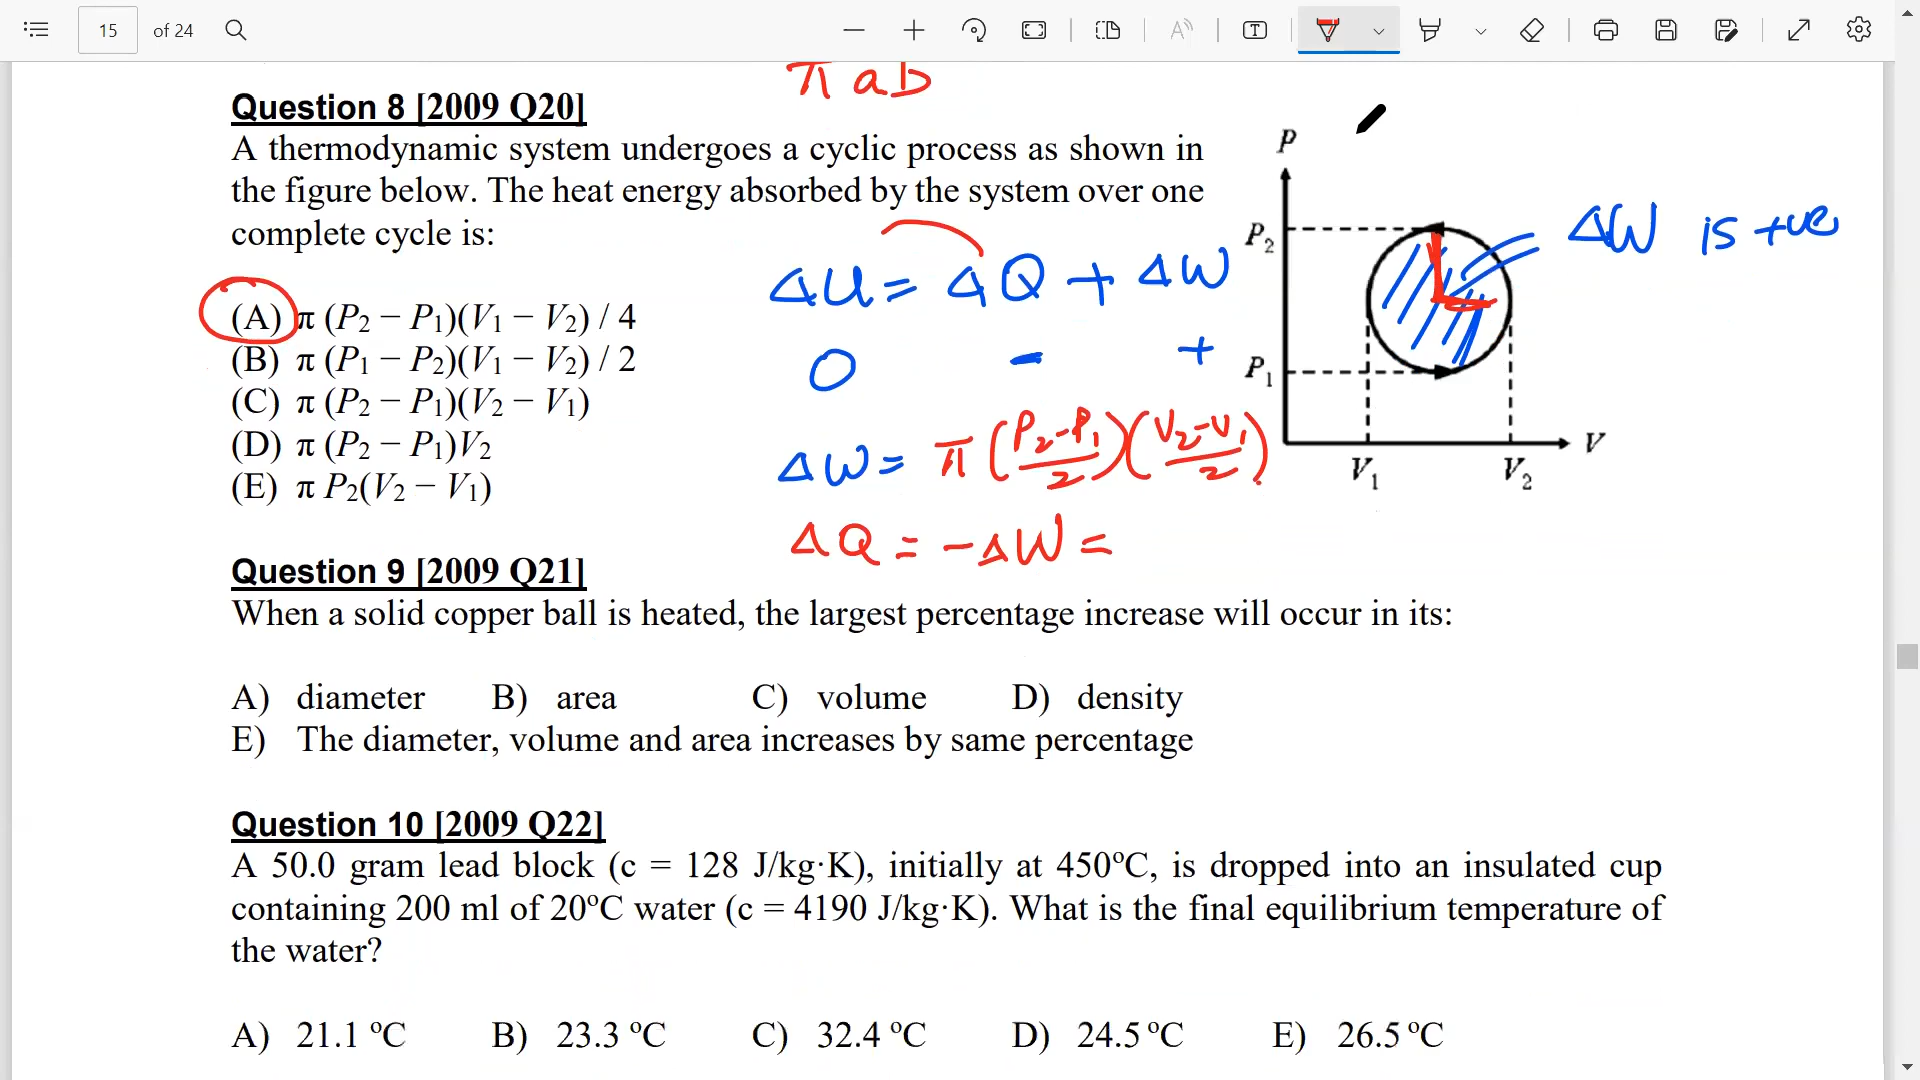 15 of 24
π ab
Question 8 [2009 Q20]
A thermodynamic system undergoes a cyclic process as shown in
the figure below. The heat energy absorbed by the system over one
complete cycle is:
(A) π (P₂ − P₁)(V₁ − V₂) / 4
(B) π (P₁ − P₂)(V₁ − V₂) / 2
(C) π (P₂ − P₁)(V₂ − V₁)
(D) π (P₂ − P₁)V₂
(E) π P₂(V₂ − V₁)
ΔU = ΔQ + ΔW
0 - +
ΔW = π (P₂-P₁/2)(V₂-V₁/2)
ΔQ = -ΔW =
P
P₂
P₁
V
V₁ V₂
ΔW is +ve
Question 9 [2009 Q21]
When a solid copper ball is heated, the largest percentage increase will occur in its:
A) diameter B) area C) volume D) density
E) The diameter, volume and area increases by same percentage
Question 10 [2009 Q22]
A 50.0 gram lead block (c = 128 J/kg·K), initially at 450ºC, is dropped into an insulated cup
containing 200 ml of 20ºC water (c = 4190 J/kg·K). What is the final equilibrium temperature of
the water?
A) 21.1 ºC B) 23.3 ºC C) 32.4 ºC D) 24.5 ºC E) 26.5 ºC